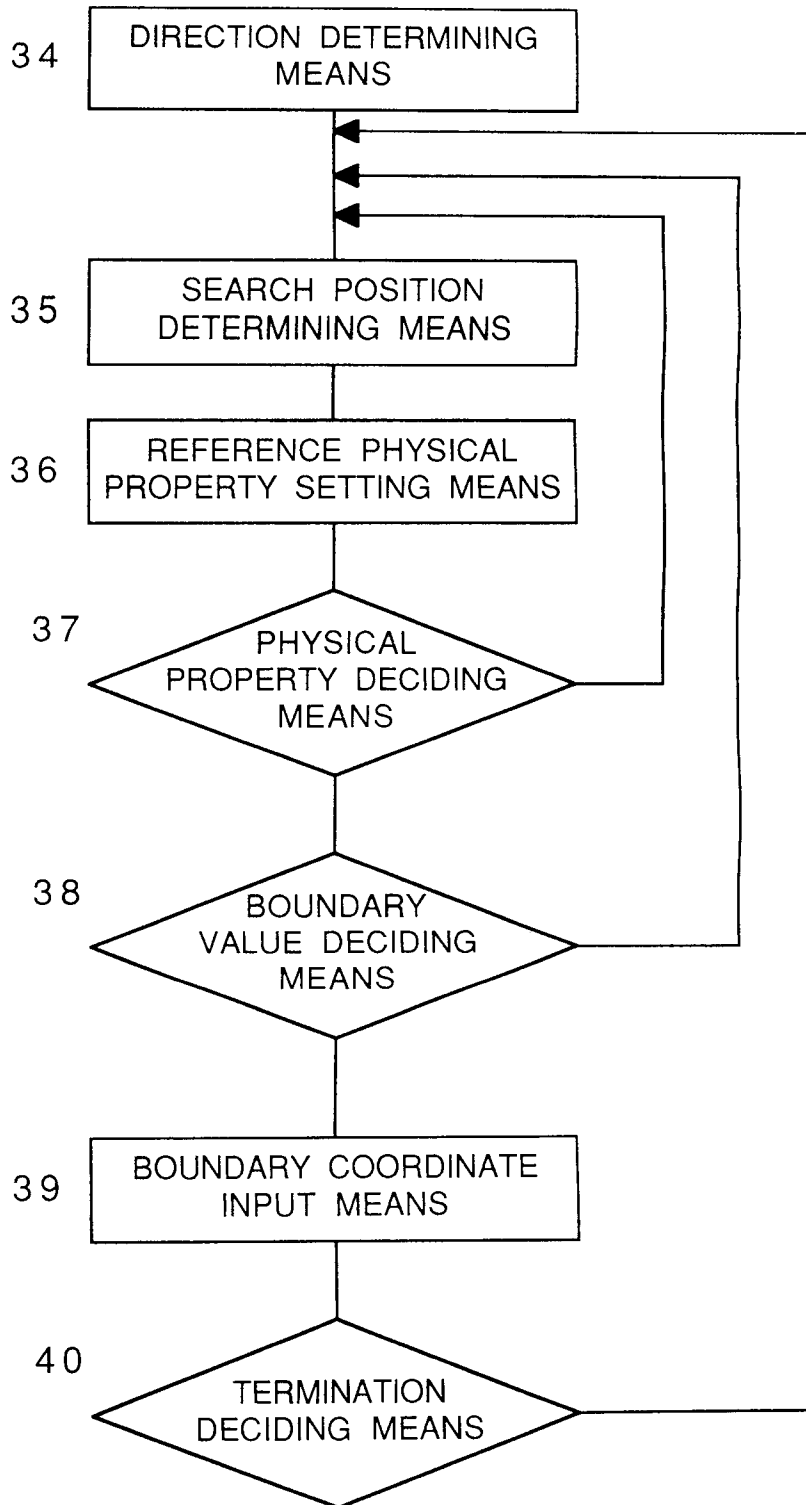 34
DIRECTION DETERMINING
MEANS
35
SEARCH POSITION
DETERMINING MEANS
36
REFERENCE PHYSICAL
PROPERTY SETTING MEANS
37
PHYSICAL
PROPERTY DECIDING
MEANS
38
BOUNDARY
VALUE DECIDING
MEANS
39
BOUNDARY COORDINATE
INPUT MEANS
40
TERMINATION
DECIDING MEANS